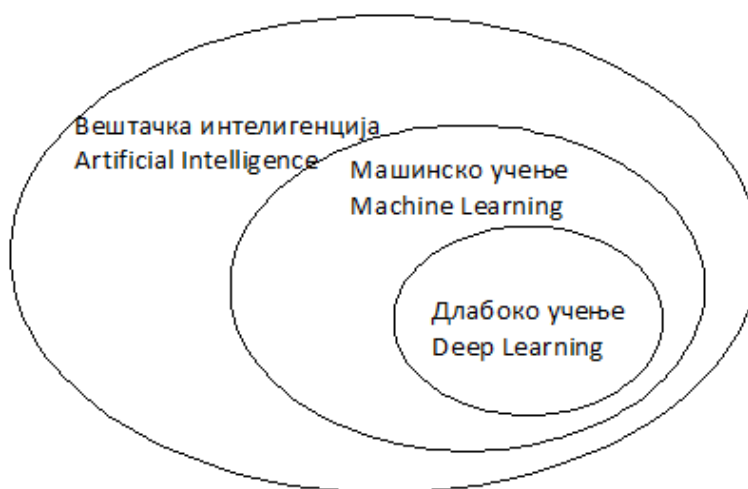 Вештачка интелигенција
Artificial Intelligence
Машинско учење
Machine Learning
Длабоко учење
Deep Learning